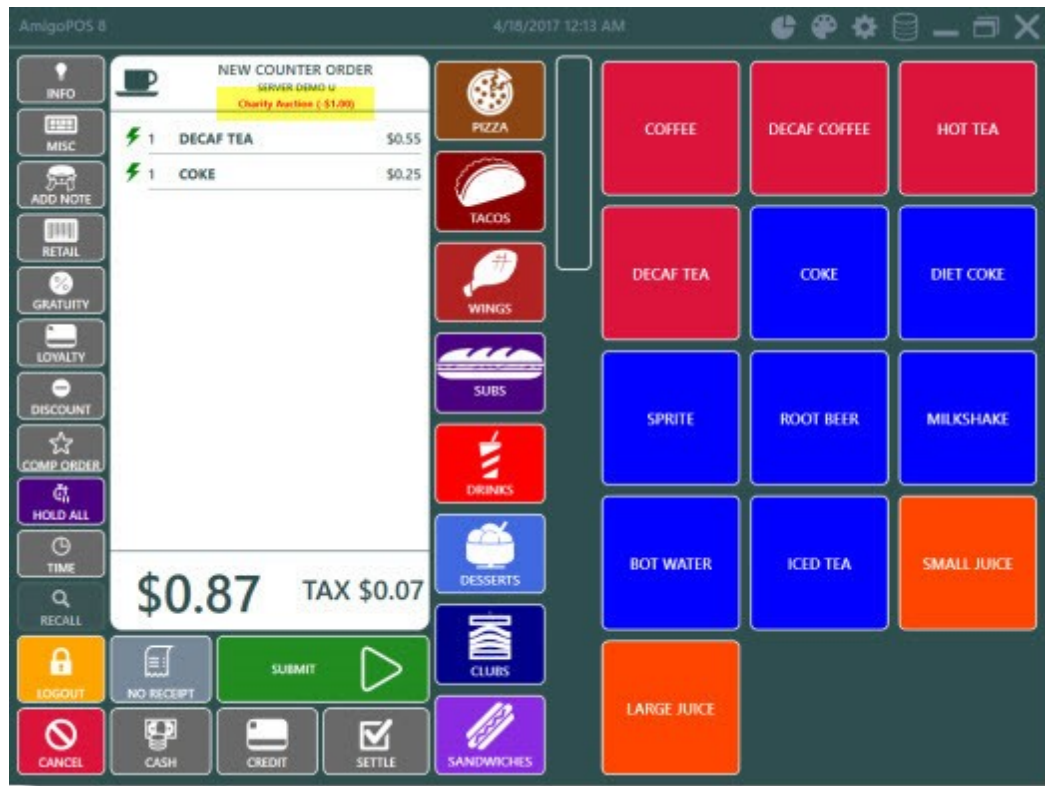 AmigoPOS 8
4/18/2017 12:13 AM
INFO
MISC
ADD NOTE
RETAIL
GRATUITY
LOYALTY
DISCOUNT
COMP ORDER
HOLD ALL
TIME
RECALL
LOGOUT
CANCEL
NEW COUNTER ORDER
SERVER DEMO U
Charity Auction (-$1.00)
1 DECAF TEA $0.55
1 COKE $0.25
$0.87 TAX $0.07
NO RECEIPT
SUBMIT
CASH
CREDIT
SETTLE
PIZZA
TACOS
WINGS
SUBS
DRINKS
DESSERTS
CLUBS
SANDWICHES
COFFEE
DECAF COFFEE
HOT TEA
DECAF TEA
COKE
DIET COKE
SPRITE
ROOT BEER
MILKSHAKE
BOT WATER
ICED TEA
SMALL JUICE
LARGE JUICE